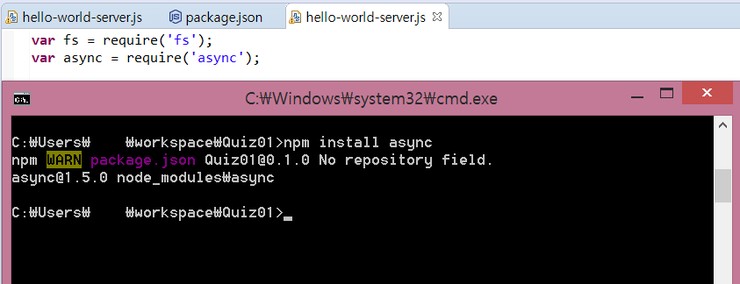 hello-world-server.js package.json hello-world-server.js
var fs = require('fs');
var async = require('async');
C:₩Windows₩system32₩cmd.exe
C:₩Users₩ ₩workspace₩Quiz01>npm install async
npm WARN package.json Quiz01@0.1.0 No repository field.
async@1.5.0 node_modules₩async
C:₩Users₩ ₩workspace₩Quiz01>_